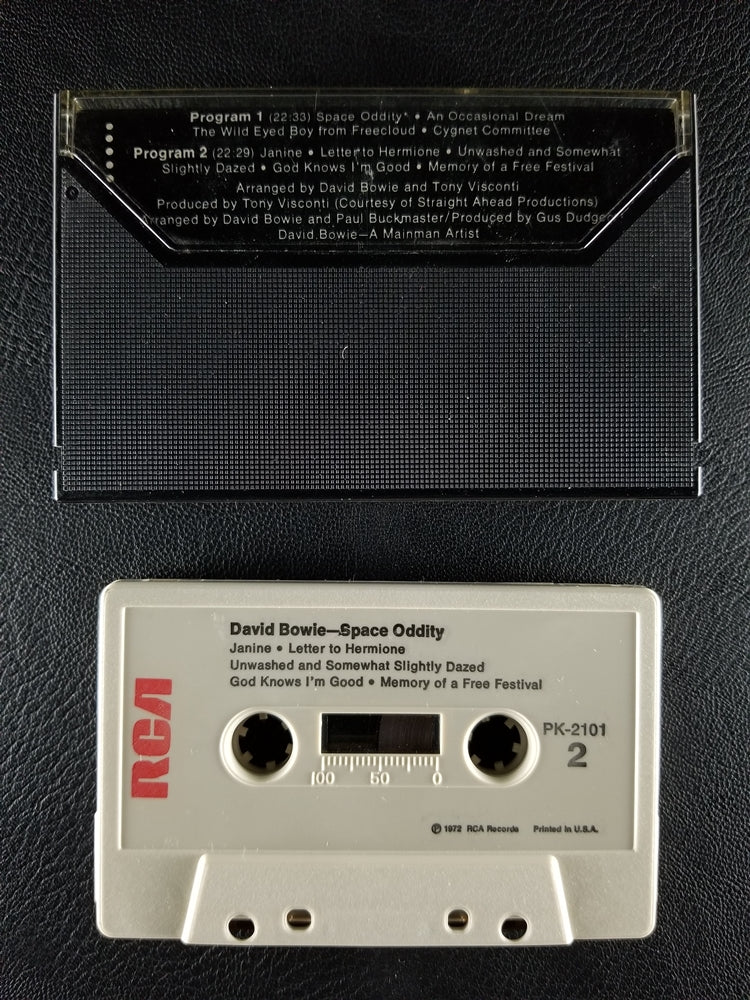 Program 1 (22:33) Space Oddity* • An Occasional Dream
The Wild Eyed Boy from Freecloud • Cygnet Committee
Program 2 (22:29) Janine • Letter to Hermione • Unwashed and Somewhat
Slightly Dazed • God Knows I'm Good • Memory of a Free Festival
Arranged by David Bowie and Tony Visconti
Produced by Tony Visconti (Courtesy of Straight Ahead Productions)
Arranged by David Bowie and Paul Buckmaster/Produced by Gus Dudgeon
David Bowie—A Mainman Artist
David Bowie—Space Oddity
Janine • Letter to Hermione
Unwashed and Somewhat Slightly Dazed
God Knows I'm Good • Memory of a Free Festival
RCA
PK-2101
2
100 50 0
℗ 1972 RCA Records Printed in U.S.A.